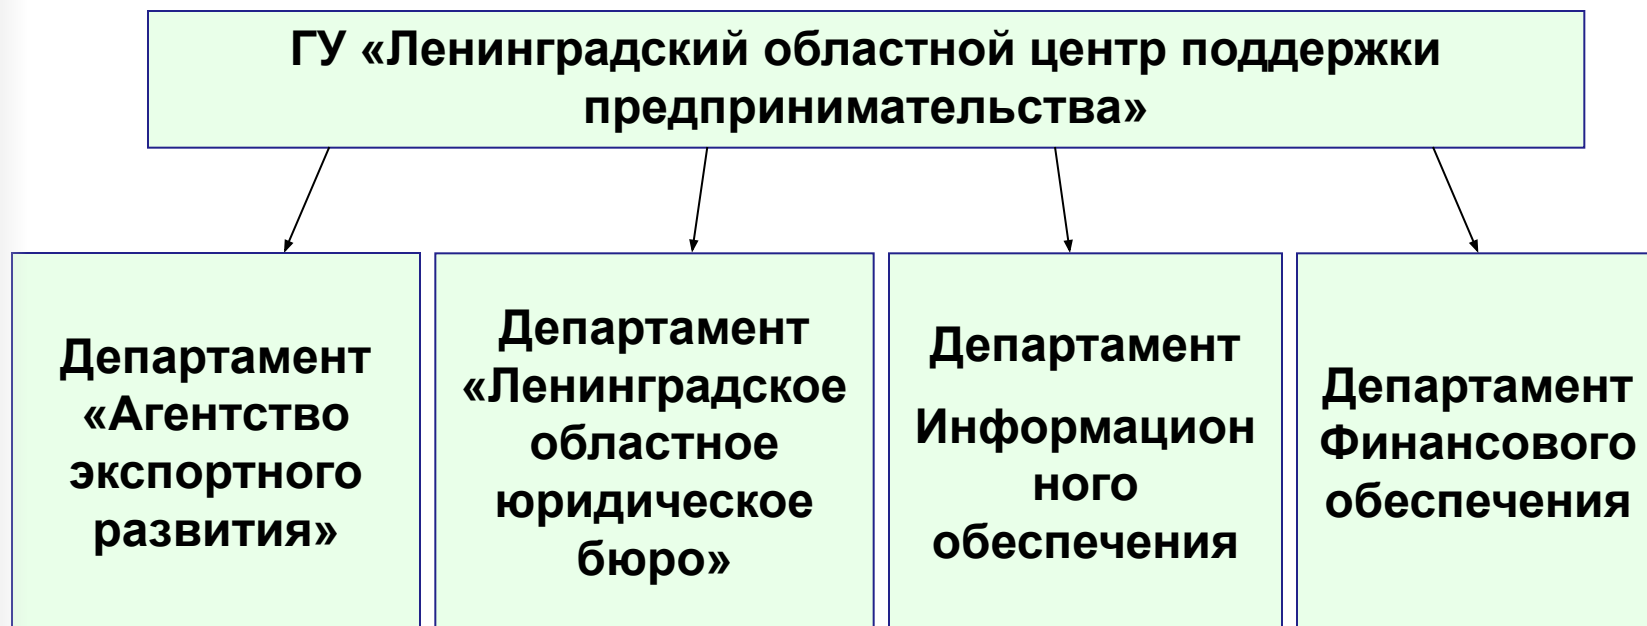 ГУ «Ленинградский областной центр поддержки
предпринимательства»
Департамент
«Агентство
экспортного
развития»
Департамент
«Ленинградское
областное
юридическое
бюро»
Департамент
Информацион
ного
обеспечения
Департамент
Финансового
обеспечения